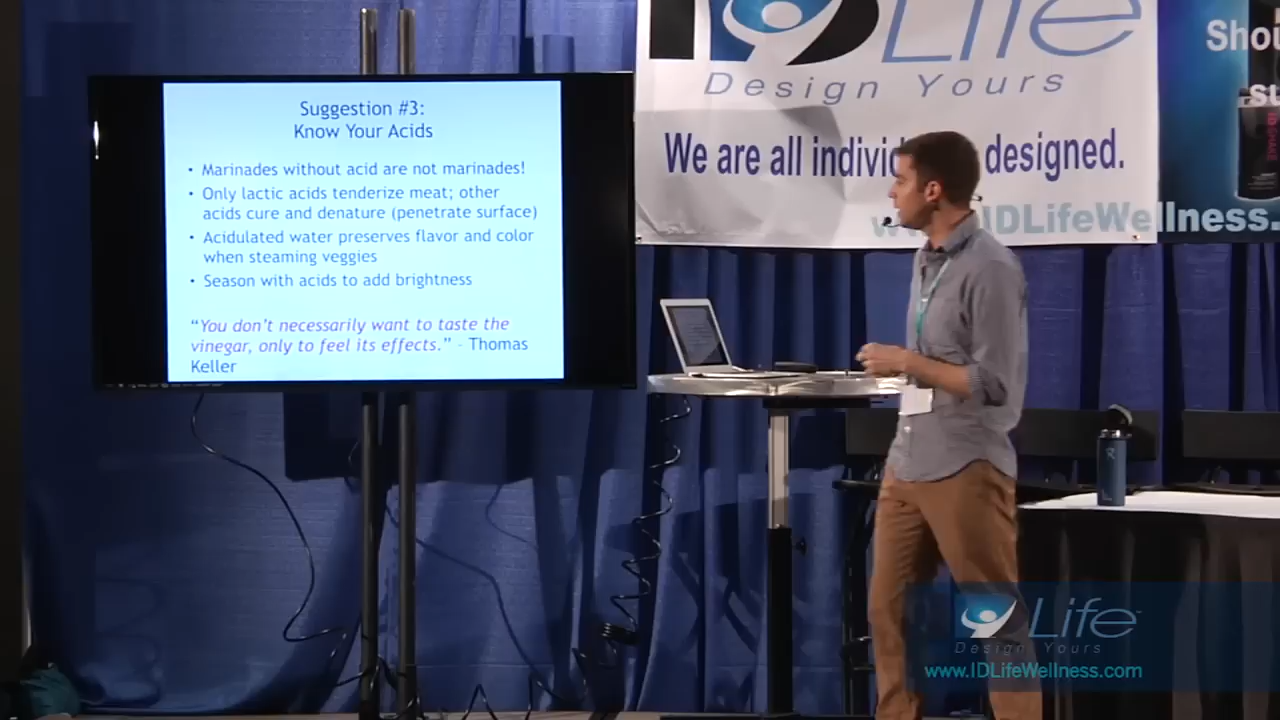 Suggestion #3:
Know Your Acids
• Marinades without acid are not marinades!
• Only lactic acids tenderize meat; other
acids cure and denature (penetrate surface)
• Acidulated water preserves flavor and color
when steaming veggies
• Season with acids to add brightness
“You don’t necessarily want to taste the
vinegar, only to feel its effects.” - Thomas
Keller
ID Life
Design Yours
We are all designed.
IDLifeWellness.
Life
Design Yours
www.IDLifeWellness.com